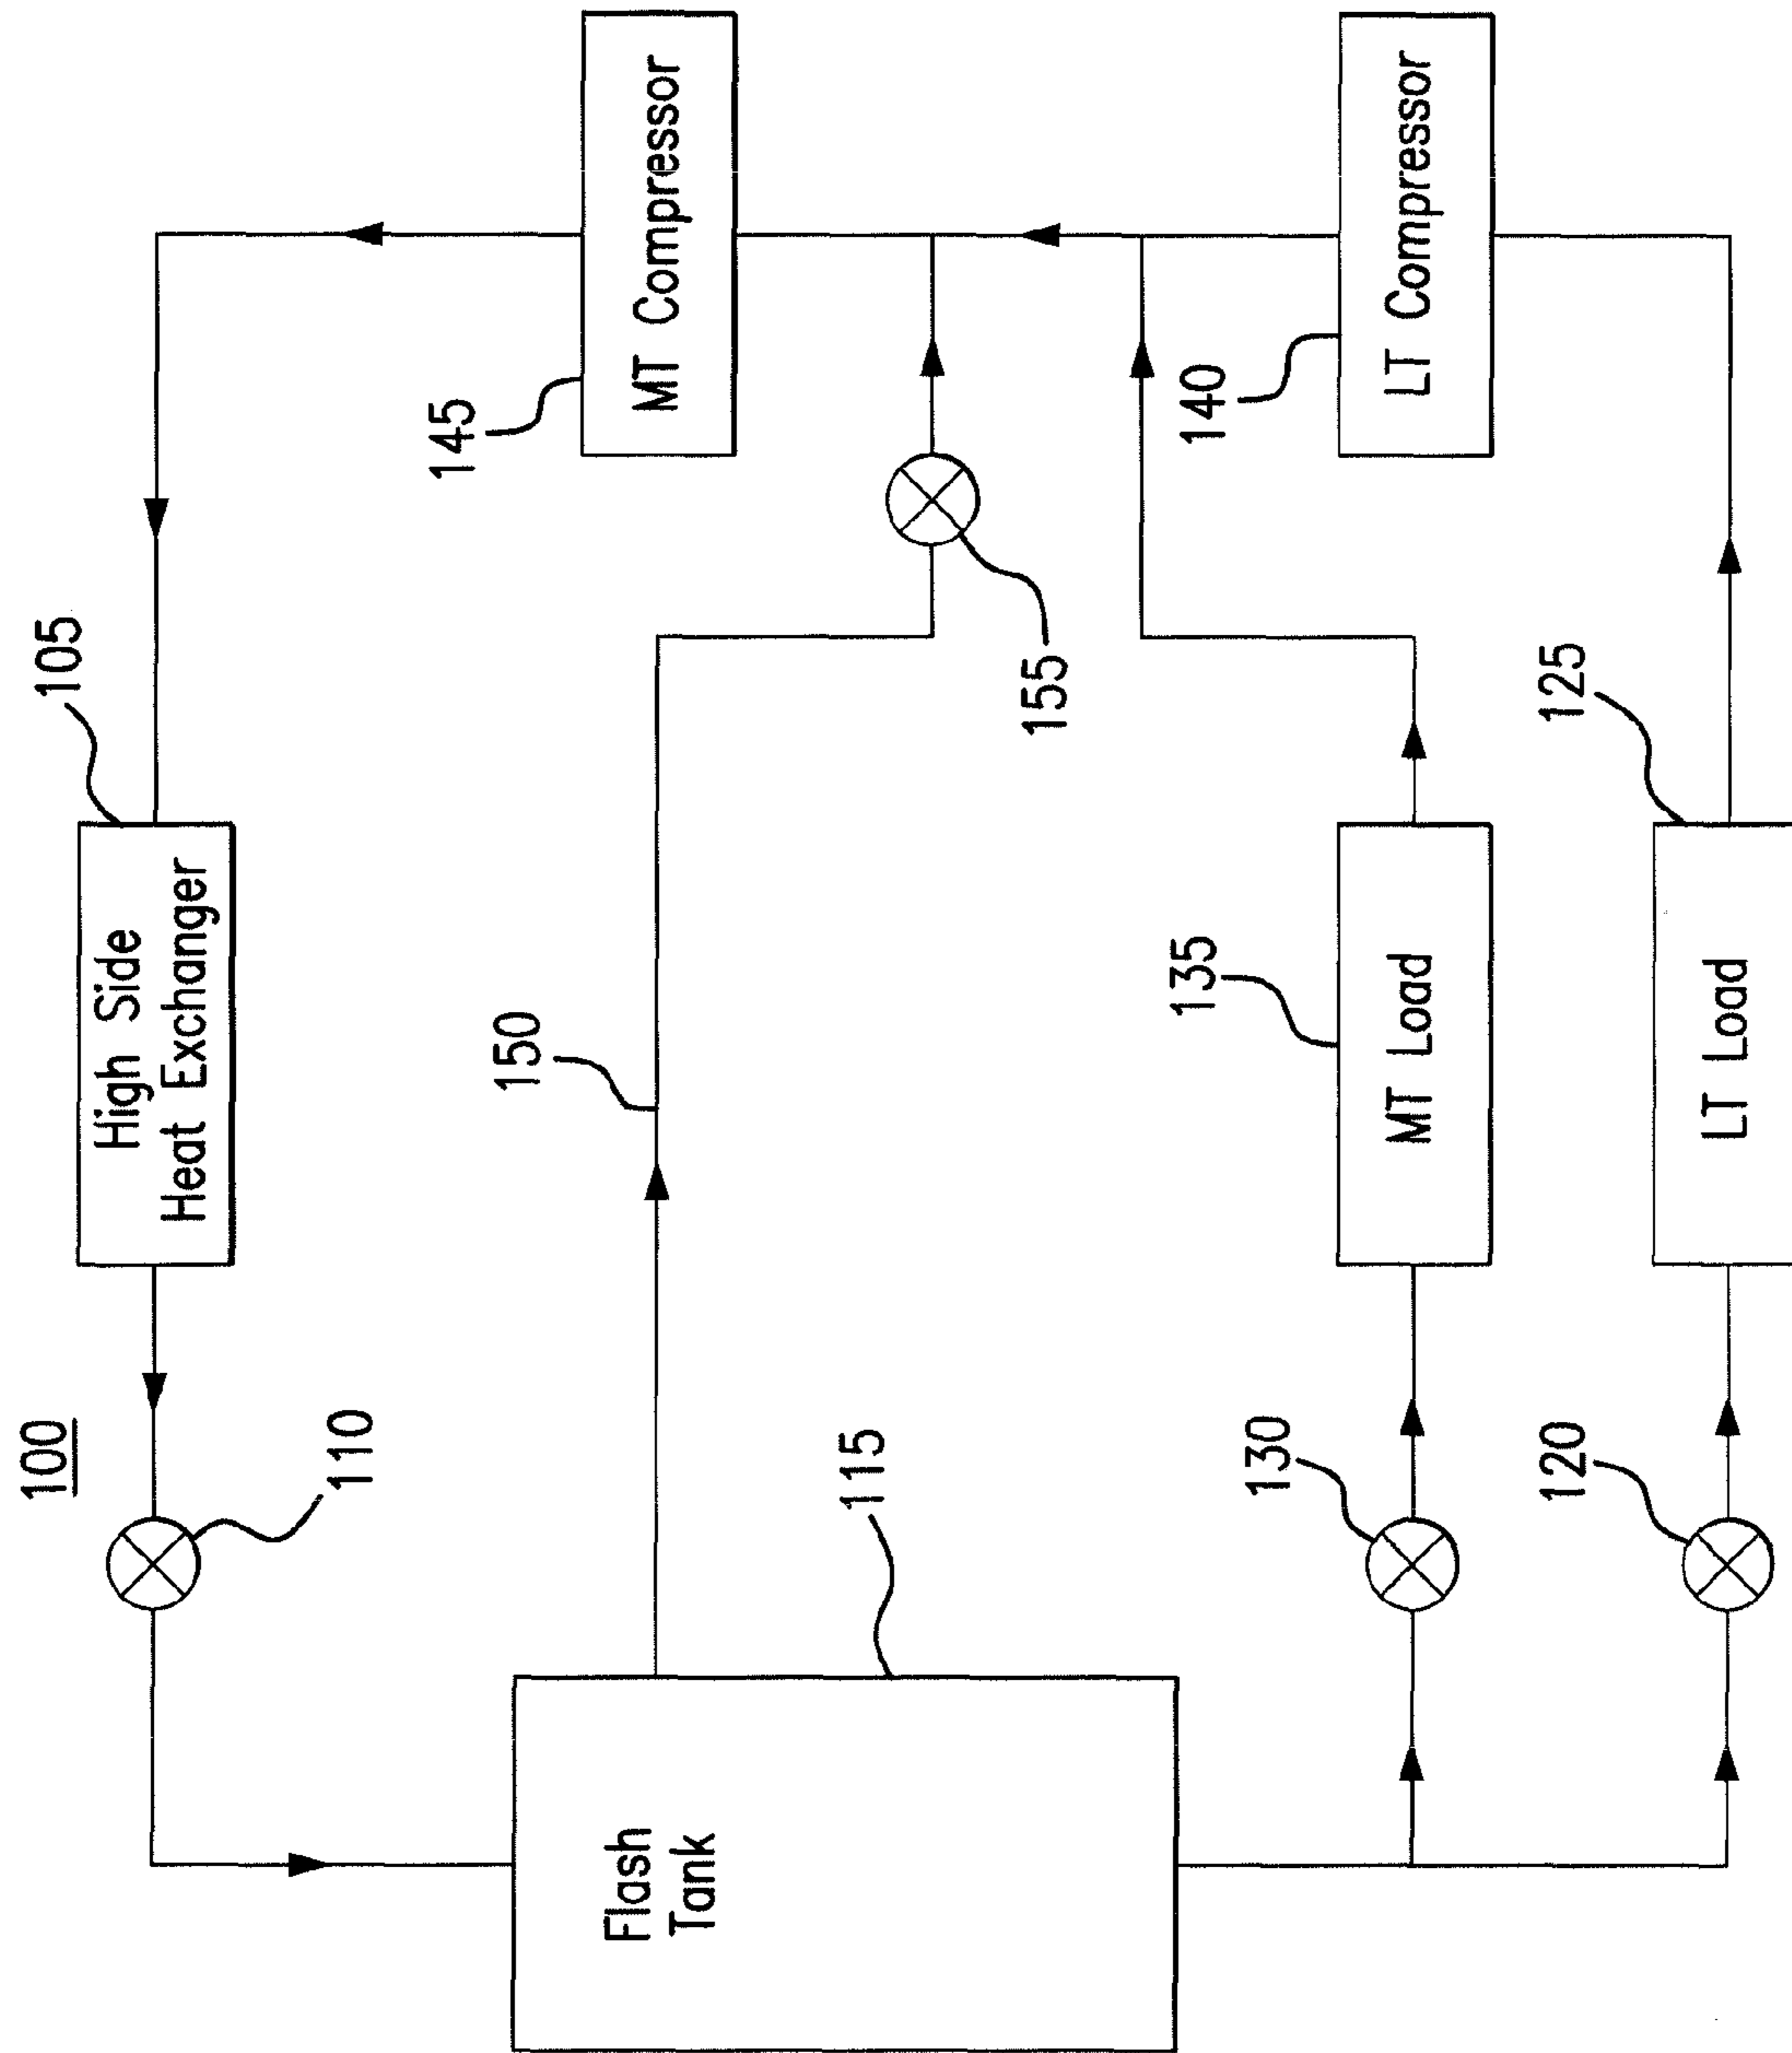 100
High Side
Heat Exchanger
105
110
MT Compressor
145
150
155
Flash
Tank
115
130
MT Load
135
LT Compressor
140
120
LT Load
125